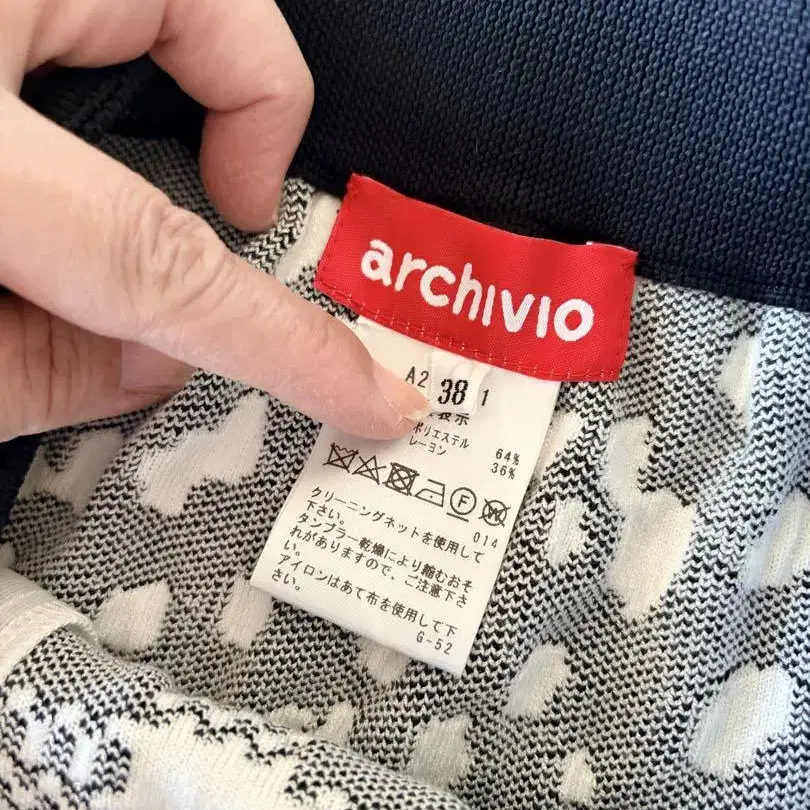 archivio
A2 38 1
表示
ポリエステル 64%
レーヨン 36%
F
014
クリーニングネットを使用して
下さい。
タンブラー乾燥により縮むおそ
れがありますので、ご注意下さ
い。
アイロンはあて布を使用して下
さい。
G-52